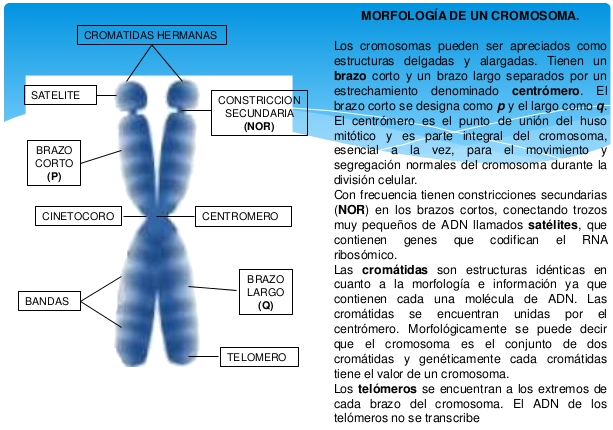 MORFOLOGÍA DE UN CROMOSOMA.
CROMATIDAS HERMANAS
SATELITE
CONSTRICCION
SECUNDARIA
(NOR)
BRAZO
CORTO
(P)
CINETOCORO
CENTROMERO
BRAZO
LARGO
(Q)
BANDAS
TELOMERO
Los cromosomas pueden ser apreciados como
estructuras delgadas y alargadas. Tienen un
brazo corto y un brazo largo separados por un
estrechamiento denominado centrómero. El
brazo corto se designa como p y el largo como q.
El centrómero es el punto de unión del huso
mitótico y es parte integral del cromosoma,
esencial a la vez, para el movimiento y
segregación normales del cromosoma durante la
división celular.
Con frecuencia tienen constricciones secundarias
(NOR) en los brazos cortos, conectando trozos
muy pequeños de ADN llamados satélites, que
contienen genes que codifican el RNA
ribosómico.
Las cromátidas son estructuras idénticas en
cuanto a la morfología e información ya que
contienen cada una molécula de ADN. Las
cromátidas se encuentran unidas por el
centrómero. Morfológicamente se puede decir
que el cromosoma es el conjunto de dos
cromátidas y genéticamente cada cromátidas
tiene el valor de un cromosoma.
Los telómeros se encuentran a los extremos de
cada brazo del cromosoma. El ADN de los
telómeros no se transcribe